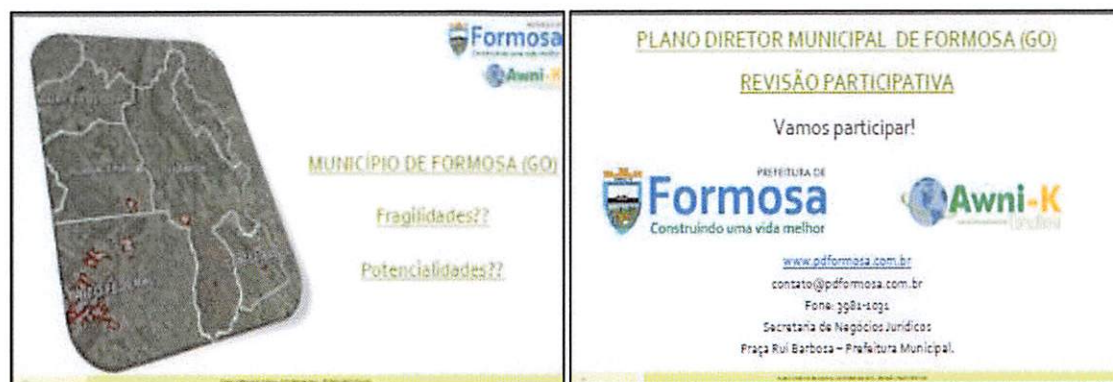 PREFEITURA DE
Formosa
Awni-K
MUNICÍPIO DE FORMOSA (GO)
Fragilidades??
Potencialidades??
PLANO DIRETOR MUNICIPAL DE FORMOSA (GO)
REVISÃO PARTICIPATIVA
Vamos participar!
PREFEITURA DE
Formosa
Construindo uma vida melhor
Awni-K
www.pdformosa.com.br
contato@pdformosa.com.br
Fone: 3981-1031
Secretaria de Negócios Jurídicos
Praça Rui Barbosa – Prefeitura Municipal.